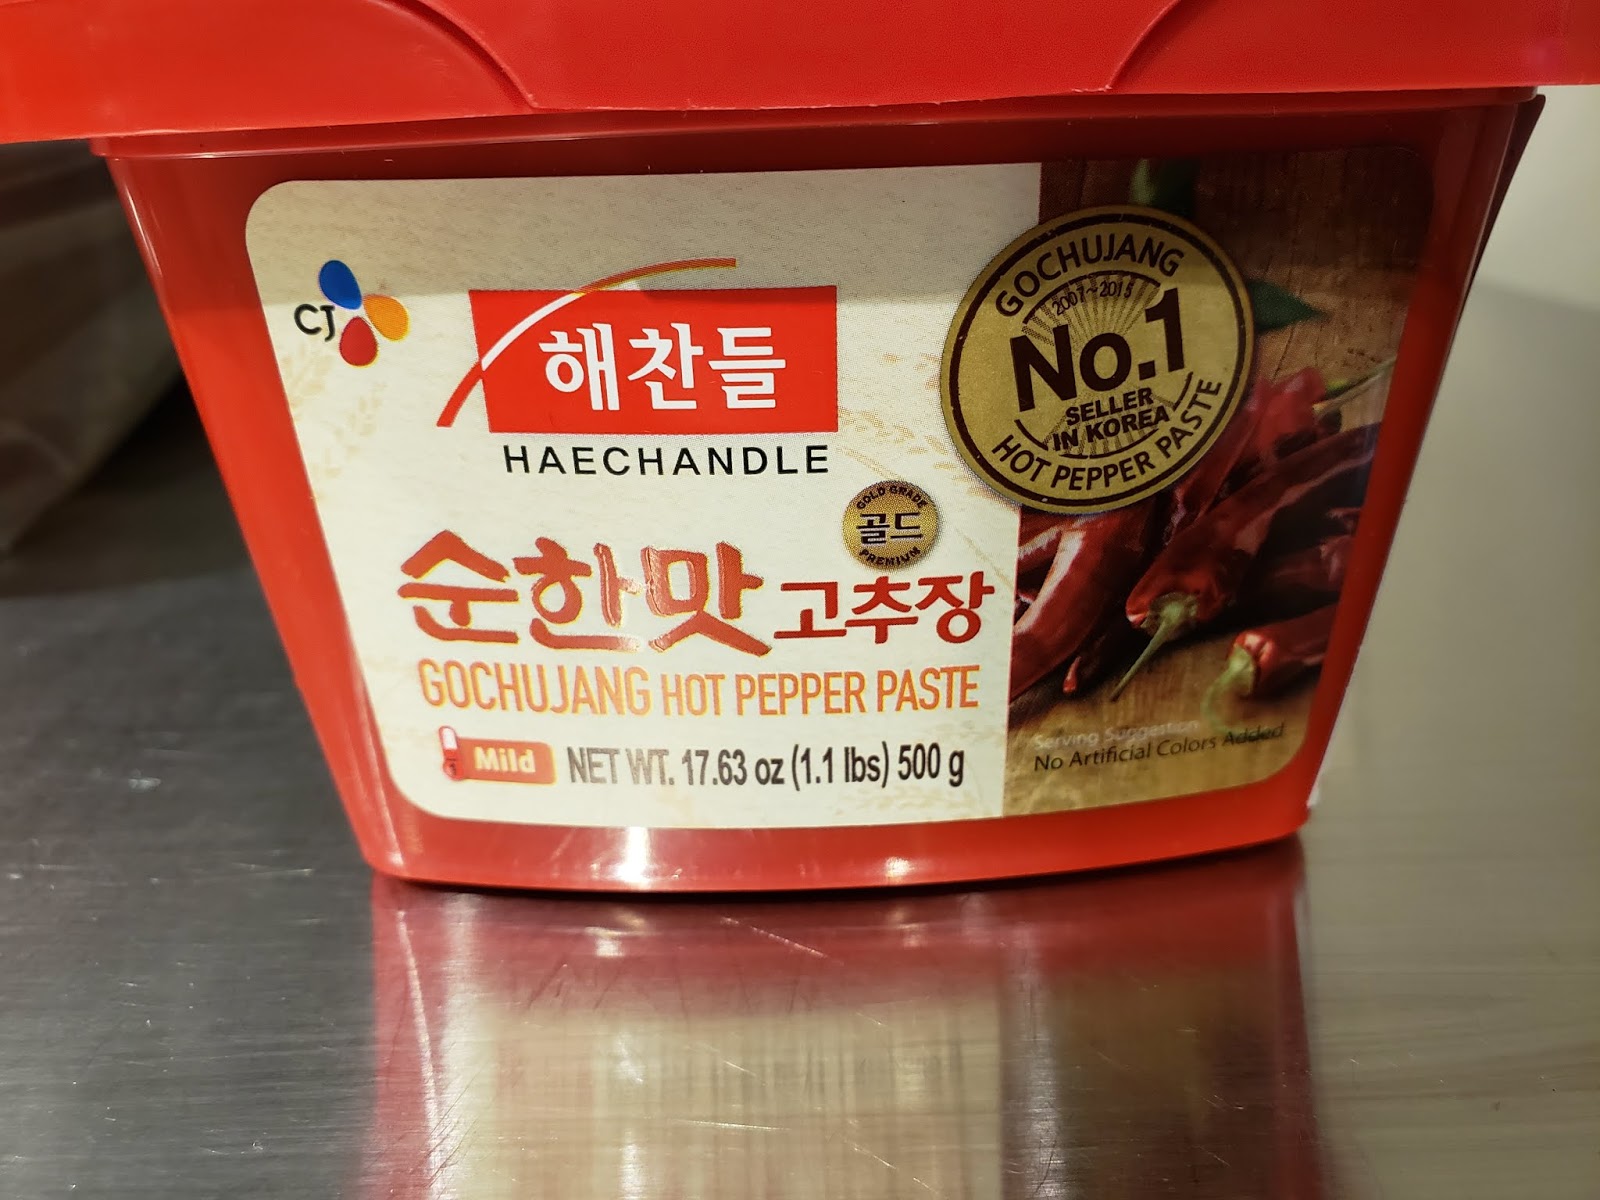 CJ
해찬들
HAECHANDLE
GOCHUJANG
2007~2015
No.1
SELLER
IN KOREA
HOT PEPPER PASTE
GOLD GRADE
골드
PREMIUM
순한맛 고추장
GOCHUJANG HOT PEPPER PASTE
Mild
NET WT. 17.63 oz (1.1 lbs) 500 g
Serving Suggestion
No Artificial Colors Added